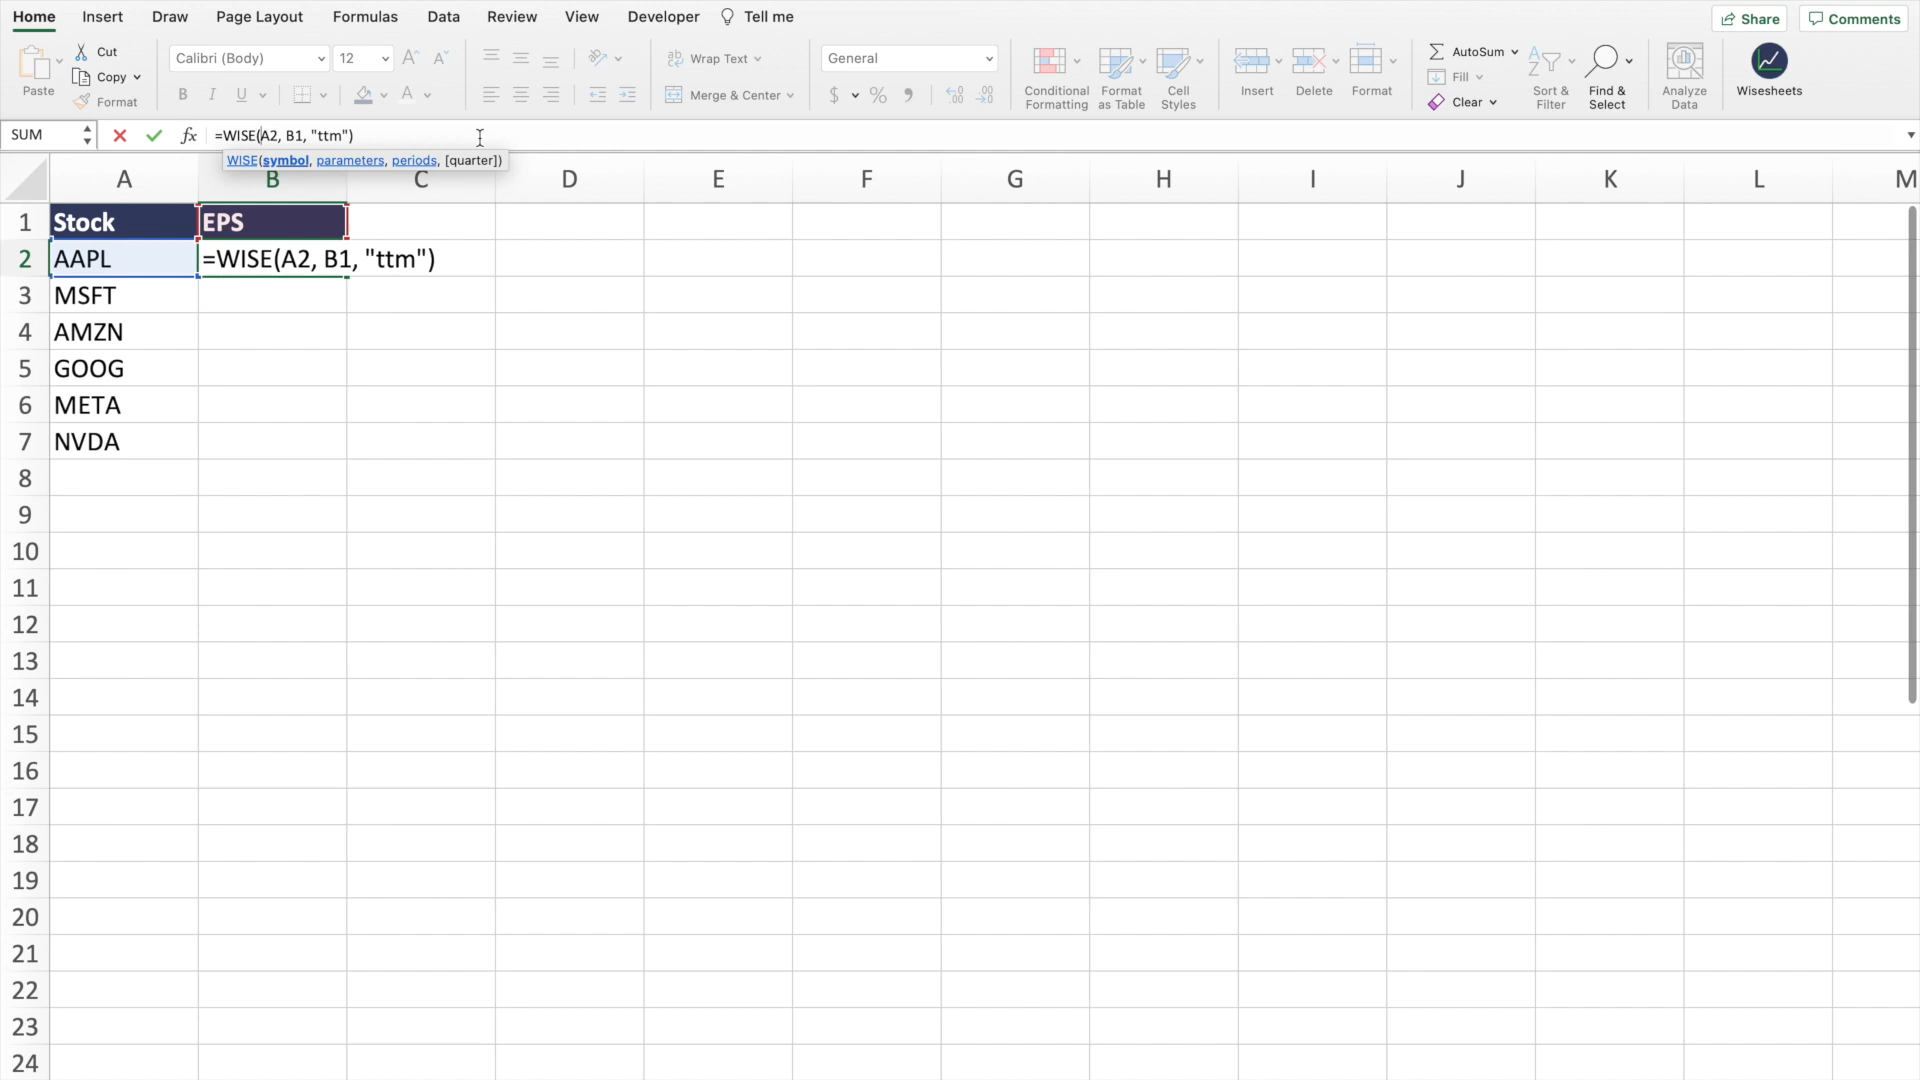 Home Insert Draw Page Layout Formulas Data Review View Developer Tell me Share Comments
Cut
Calibri (Body) 12 Wrap Text General AutoSum
Copy Fill
Paste Format Merge & Center $ % Conditional Formatting Format as Table Cell Styles Insert Delete Format Clear Sort & Filter Find & Select Analyze Data Wisesheets
B I U A
SUM fx =WISE(A2, B1, "ttm")
WISE(symbol, parameters, periods, [quarter])
A B C D E F G H I J K L M
1 Stock EPS
2 AAPL =WISE(A2, B1, "ttm")
3 MSFT
4 AMZN
5 GOOG
6 META
7 NVDA
8
9
10
11
12
13
14
15
16
17
18
19
20
21
22
23
24